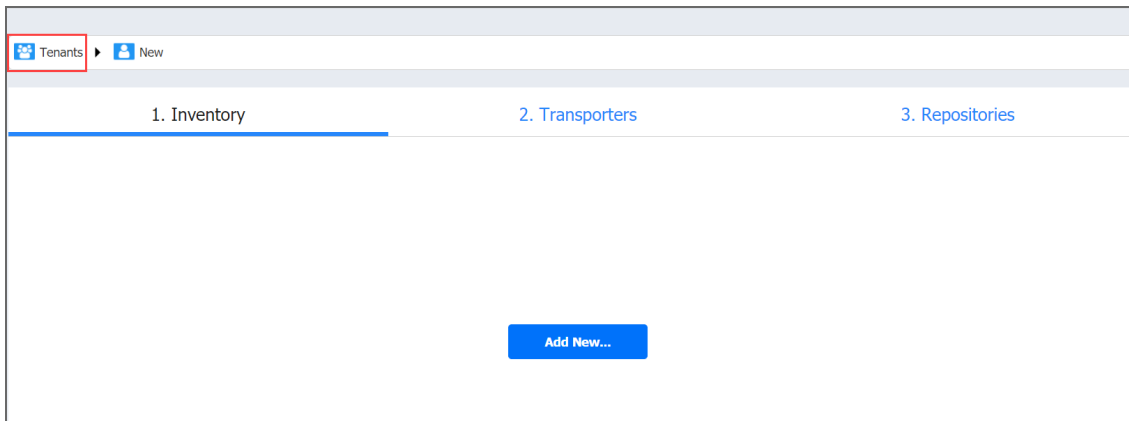 Tenants New
1. Inventory 2. Transporters 3. Repositories
Add New...